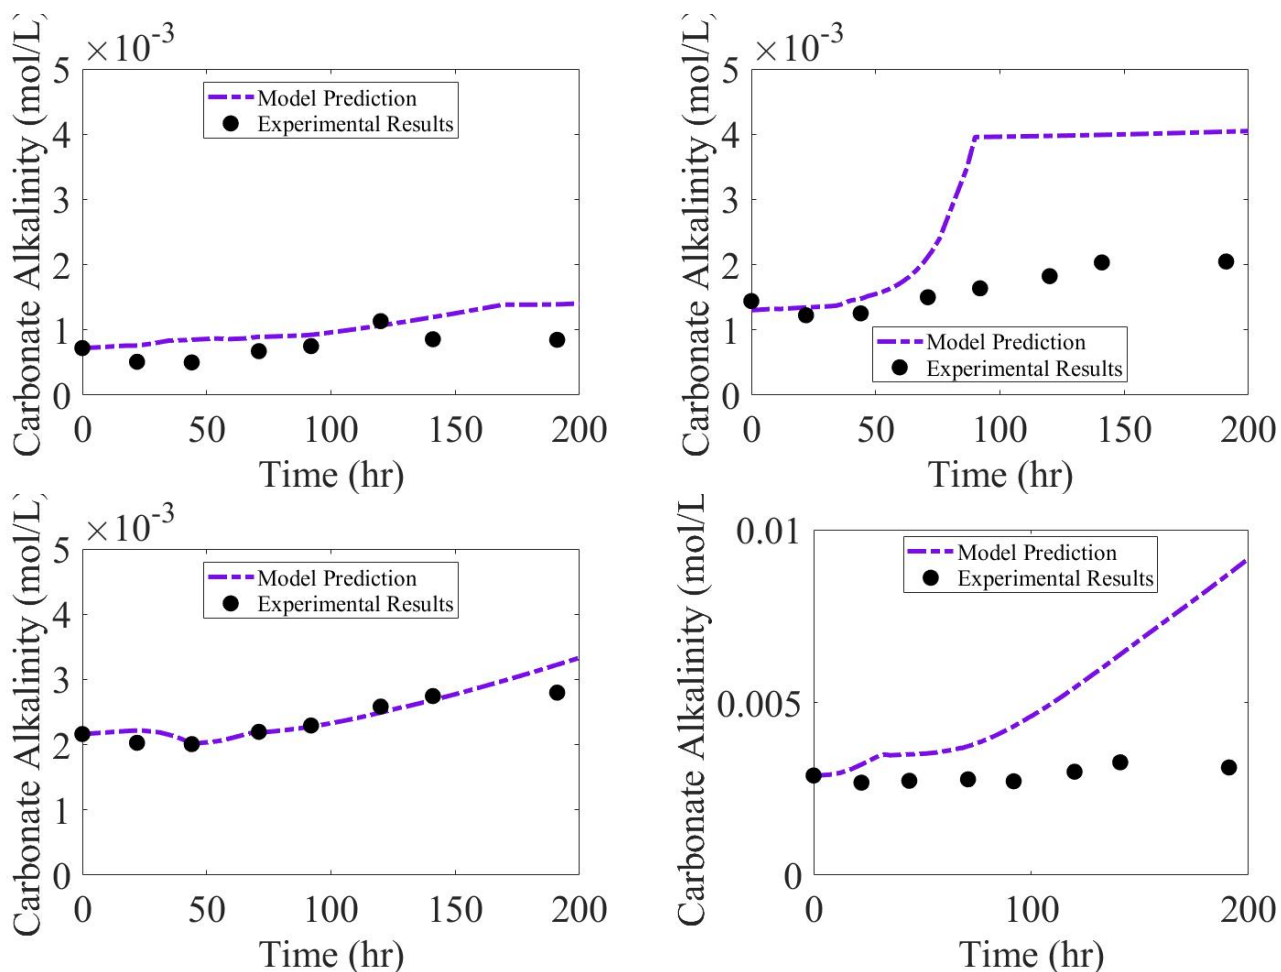 ×10-3
Carbonate Alkalinity (mol/L)
5
4
3
2
1
0
Model Prediction
Experimental Results
0 50 100 150 200
Time (hr)
×10-3
Carbonate Alkalinity (mol/L)
5
4
3
2
1
0
Model Prediction
Experimental Results
0 50 100 150 200
Time (hr)
×10-3
Carbonate Alkalinity (mol/L)
5
4
3
2
1
0
Model Prediction
Experimental Results
0 50 100 150 200
Time (hr)
Carbonate Alkalinity (mol/L)
0.01
0.005
0
Model Prediction
Experimental Results
0 100 200
Time (hr)